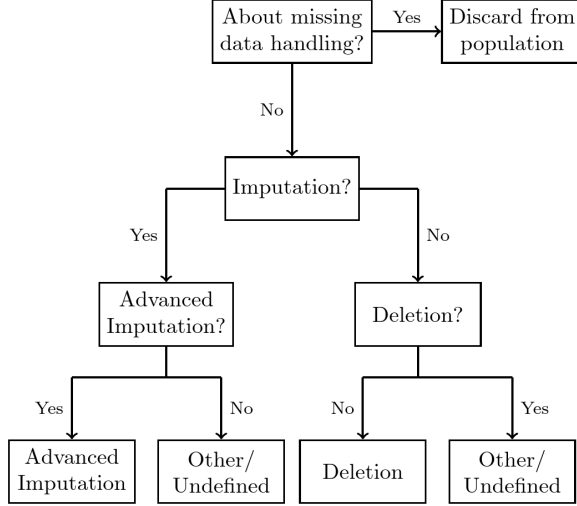 About missing
data handling?
Yes
Discard from
population
No
Imputation?
Yes
No
Advanced
Imputation?
Deletion?
Yes
No
No
Yes
Advanced
Imputation
Other/
Undefined
Deletion
Other/
Undefined